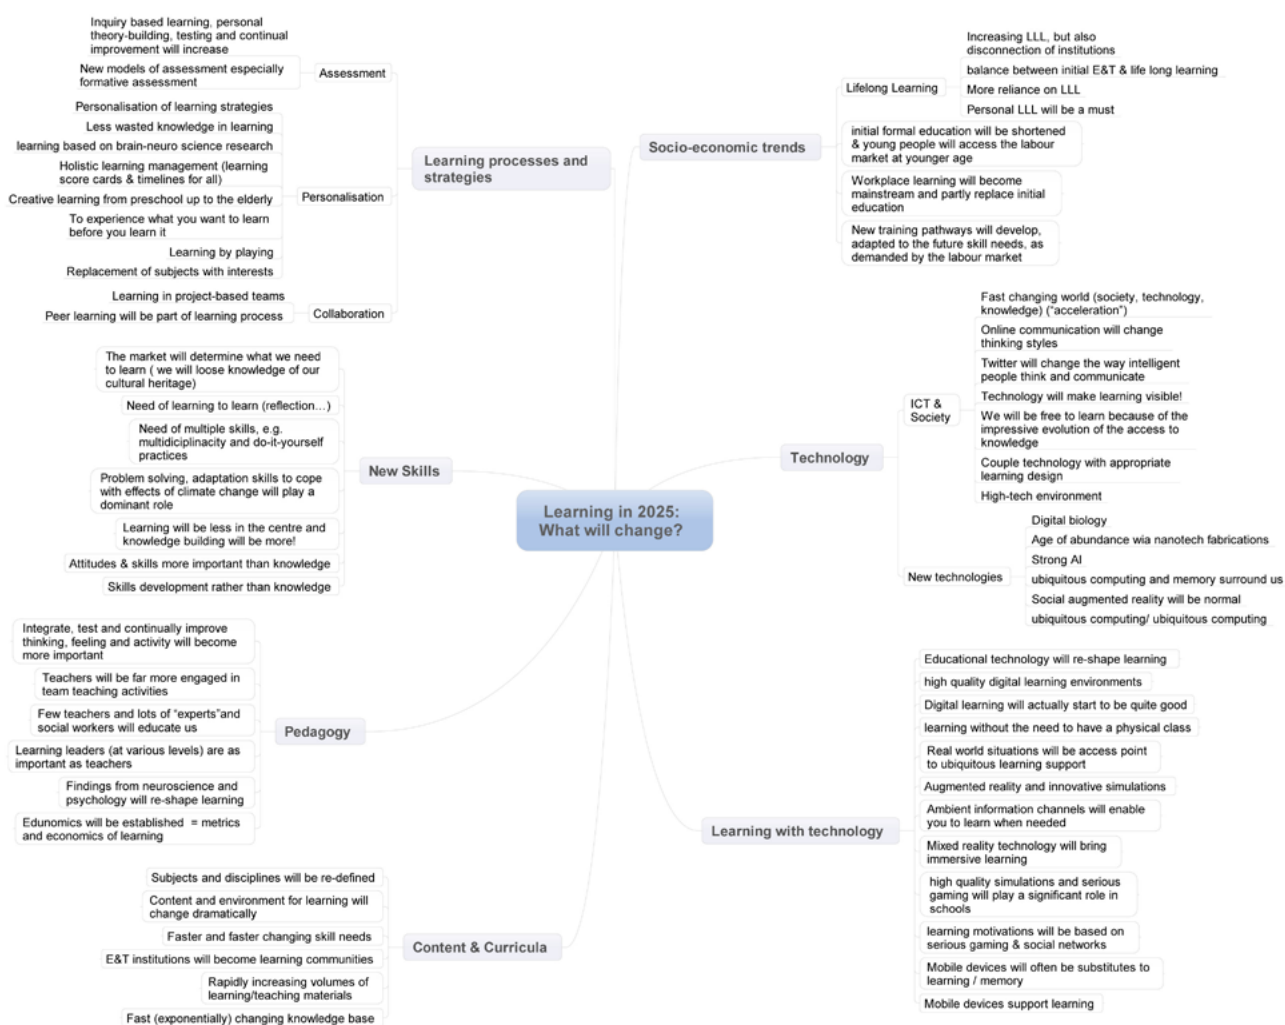 Learning in 2025:
What will change?
Learning processes and
strategies
Assessment
Inquiry based learning, personal
theory-building, testing and continual
improvement will increase
New models of assessment especially
formative assessment
Personalisation
Personalisation of learning strategies
Less wasted knowledge in learning
learning based on brain-neuro science research
Holistic learning management (learning
score cards & timelines for all)
Creative learning from preschool up to the elderly
To experience what you want to learn
before you learn it
Learning by playing
Replacement of subjects with interests
Collaboration
Learning in project-based teams
Peer learning will be part of learning process
New Skills
The market will determine what we need
to learn ( we will loose knowledge of our
cultural heritage)
Need of learning to learn (reflection…)
Need of multiple skills, e.g.
multidiciplinacity and do-it-yourself
practices
Problem solving, adaptation skills to cope
with effects of climate change will play a
dominant role
Learning will be less in the centre and
knowledge building will be more!
Attitudes & skills more important than knowledge
Skills development rather than knowledge
Pedagogy
Integrate, test and continually improve
thinking, feeling and activity will become
more important
Teachers will be far more engaged in
team teaching activities
Few teachers and lots of “experts”and
social workers will educate us
Learning leaders (at various levels) are as
important as teachers
Findings from neuroscience and
psychology will re-shape learning
Edunomics will be established = metrics
and economics of learning
Content & Curricula
Subjects and disciplines will be re-defined
Content and environment for learning will
change dramatically
Faster and faster changing skill needs
E&T institutions will become learning communities
Rapidly increasing volumes of
learning/teaching materials
Fast (exponentially) changing knowledge base
Socio-economic trends
Lifelong Learning
Increasing LLL, but also
disconnection of institutions
balance between initial E&T & life long learning
More reliance on LLL
Personal LLL will be a must
initial formal education will be shortened
& young people will access the labour
market at younger age
Workplace learning will become
mainstream and partly replace initial
education
New training pathways will develop,
adapted to the future skill needs, as
demanded by the labour market
Technology
ICT &
Society
Fast changing world (society, technology,
knowledge) (“acceleration”)
Online communication will change
thinking styles
Twitter will change the way intelligent
people think and communicate
Technology will make learning visible!
We will be free to learn because of the
impressive evolution of the access to
knowledge
Couple technology with appropriate
learning design
High-tech environment
New technologies
Digital biology
Age of abundance wia nanotech fabrications
Strong AI
ubiquitous computing and memory surround us
Social augmented reality will be normal
ubiquitous computing/ ubiquitous computing
Learning with technology
Educational technology will re-shape learning
high quality digital learning environments
Digital learning will actually start to be quite good
learning without the need to have a physical class
Real world situations will be access point
to ubiquitous learning support
Augmented reality and innovative simulations
Ambient information channels will enable
you to learn when needed
Mixed reality technology will bring
immersive learning
high quality simulations and serious
gaming will play a significant role in
schools
learning motivations will be based on
serious gaming & social networks
Mobile devices will often be substitutes to
learning / memory
Mobile devices support learning